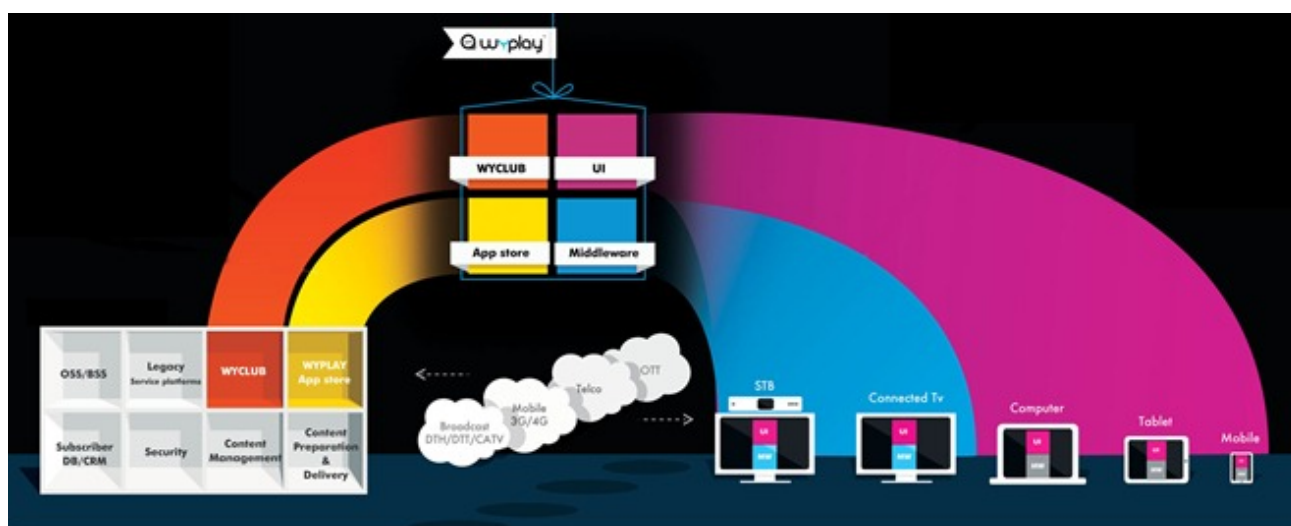 wyplay
WYCLUB
UI
App store
Middleware
OSS/BSS
Legacy
Service platforms
WYCLUB
WYPLAY
App store
Subscriber
DB/CRM
Security
Content
Management
Content
Preparation
&
Delivery
Broadcast
DTH/DTT/CATV
Mobile
3G/4G
Telco
OTT
STB
UI
MW
Connected Tv
UI
MW
Computer
UI
MW
Tablet
UI
MW
Mobile